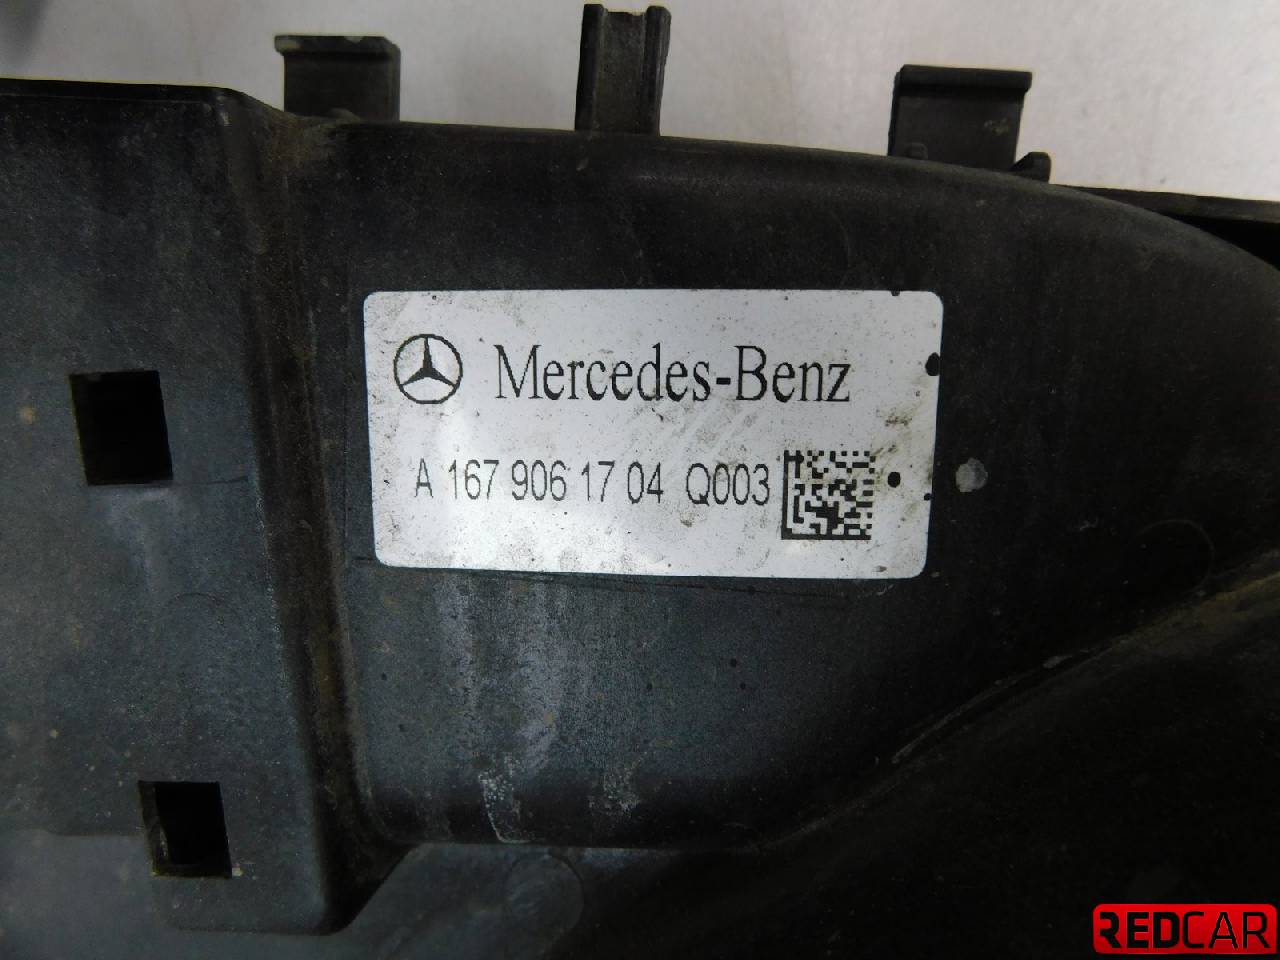 Mercedes-Benz
A 167 906 17 04 Q003
REDCAR